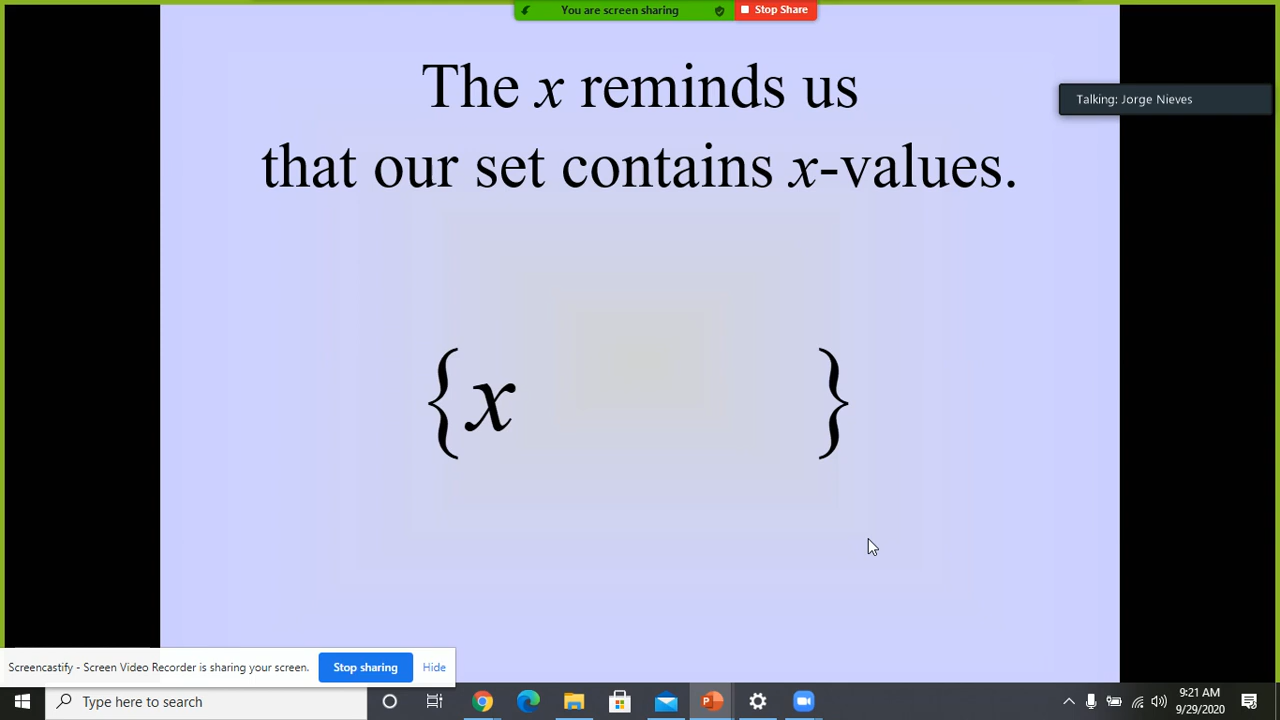 You are screen sharing
Stop Share
The x reminds us
that our set contains x-values.
Talking: Jorge Nieves
{x }
Screencastify - Screen Video Recorder is sharing your screen.
Stop sharing
Hide
Type here to search
9:21 AM
9/29/2020